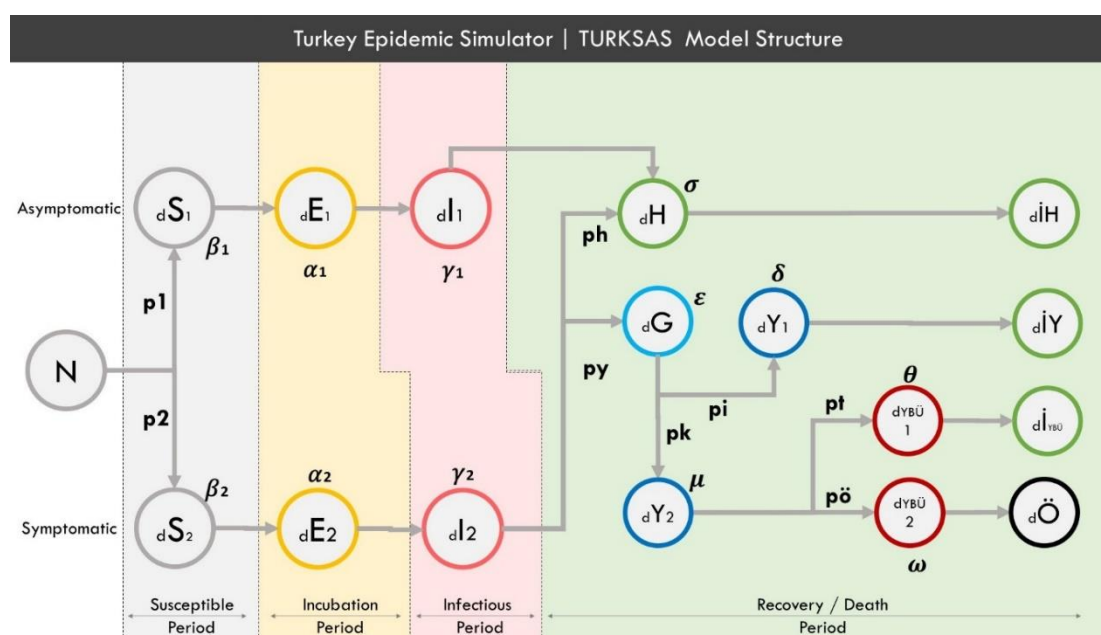 Turkey Epidemic Simulator | TURKSAS Model Structure
Asymptomatic
dS1
β1
dE1
α1
dI1
γ1
dH
σ
ph
dİH
p1
N
p2
dG
ε
py
pi
pk
dY1
δ
dİY
θ
pt
dYBÜ
1
dİYBÜ
Symptomatic
dS2
β2
dE2
α2
dI2
γ2
dY2
μ
pö
dYBÜ
2
ω
dÖ
Susceptible
Period
Incubation
Period
Infectious
Period
Recovery / Death
Period